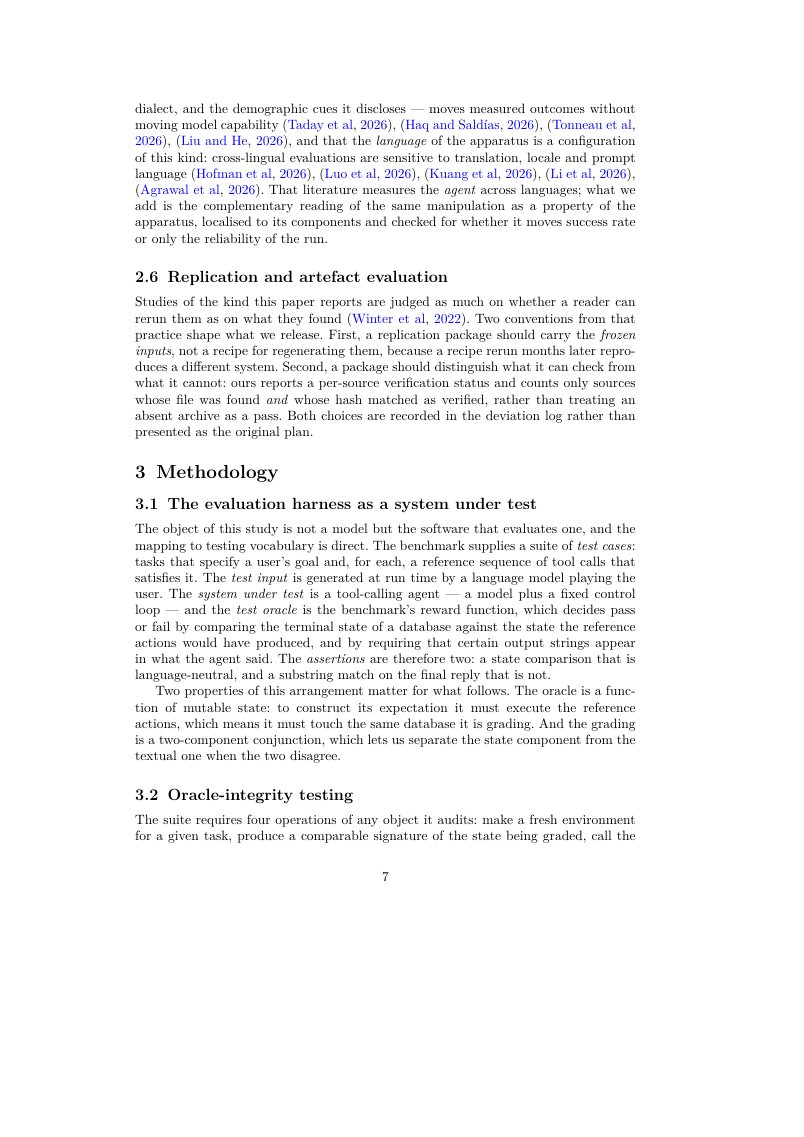 dialect, and the demographic cues it discloses — moves measured outcomes without
moving model capability (Taday et al, 2026), (Haq and Saldías, 2026), (Tonneau et al,
2026), (Liu and He, 2026), and that the language of the apparatus is a configuration
of this kind: cross-lingual evaluations are sensitive to translation, locale and prompt
language (Hofman et al, 2026), (Luo et al, 2026), (Kuang et al, 2026), (Li et al, 2026),
(Agrawal et al, 2026). That literature measures the agent across languages; what we
add is the complementary reading of the same manipulation as a property of the
apparatus, localised to its components and checked for whether it moves success rate
or only the reliability of the run.
2.6 Replication and artefact evaluation
Studies of the kind this paper reports are judged as much on whether a reader can
rerun them as on what they found (Winter et al, 2022). Two conventions from that
practice shape what we release. First, a replication package should carry the frozen
inputs, not a recipe for regenerating them, because a recipe rerun months later repro-
duces a different system. Second, a package should distinguish what it can check from
what it cannot: ours reports a per-source verification status and counts only sources
whose file was found and whose hash matched as verified, rather than treating an
absent archive as a pass. Both choices are recorded in the deviation log rather than
presented as the original plan.
3 Methodology
3.1 The evaluation harness as a system under test
The object of this study is not a model but the software that evaluates one, and the
mapping to testing vocabulary is direct. The benchmark supplies a suite of test cases:
tasks that specify a user's goal and, for each, a reference sequence of tool calls that
satisfies it. The test input is generated at run time by a language model playing the
user. The system under test is a tool-calling agent — a model plus a fixed control
loop — and the test oracle is the benchmark's reward function, which decides pass
or fail by comparing the terminal state of a database against the state the reference
actions would have produced, and by requiring that certain output strings appear
in what the agent said. The assertions are therefore two: a state comparison that is
language-neutral, and a substring match on the final reply that is not.
Two properties of this arrangement matter for what follows. The oracle is a func-
tion of mutable state: to construct its expectation it must execute the reference
actions, which means it must touch the same database it is grading. And the grading
is a two-component conjunction, which lets us separate the state component from the
textual one when the two disagree.
3.2 Oracle-integrity testing
The suite requires four operations of any object it audits: make a fresh environment
for a given task, produce a comparable signature of the state being graded, call the
7